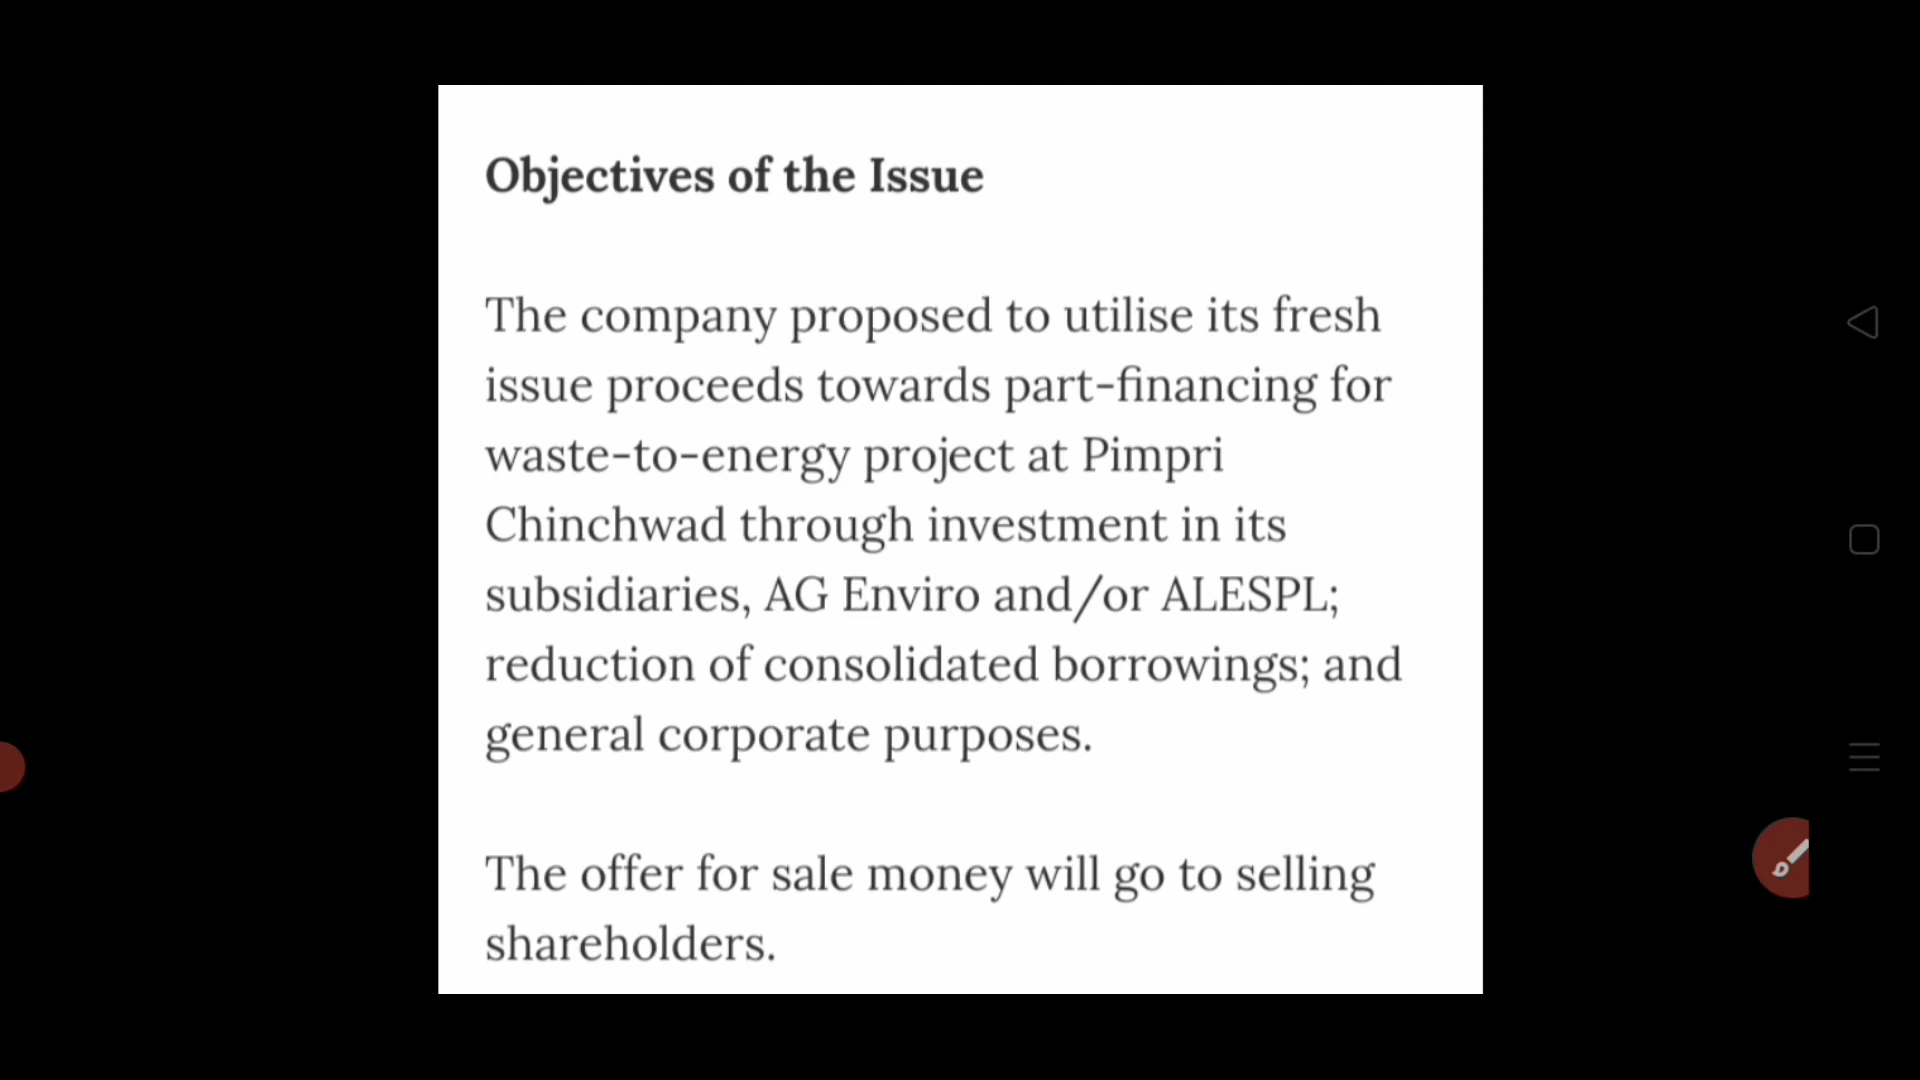 Objectives of the Issue
The company proposed to utilise its fresh
issue proceeds towards part-financing for
waste-to-energy project at Pimpri
Chinchwad through investment in its
subsidiaries, AG Enviro and/or ALESPL;
reduction of consolidated borrowings; and
general corporate purposes.
The offer for sale money will go to selling
shareholders.